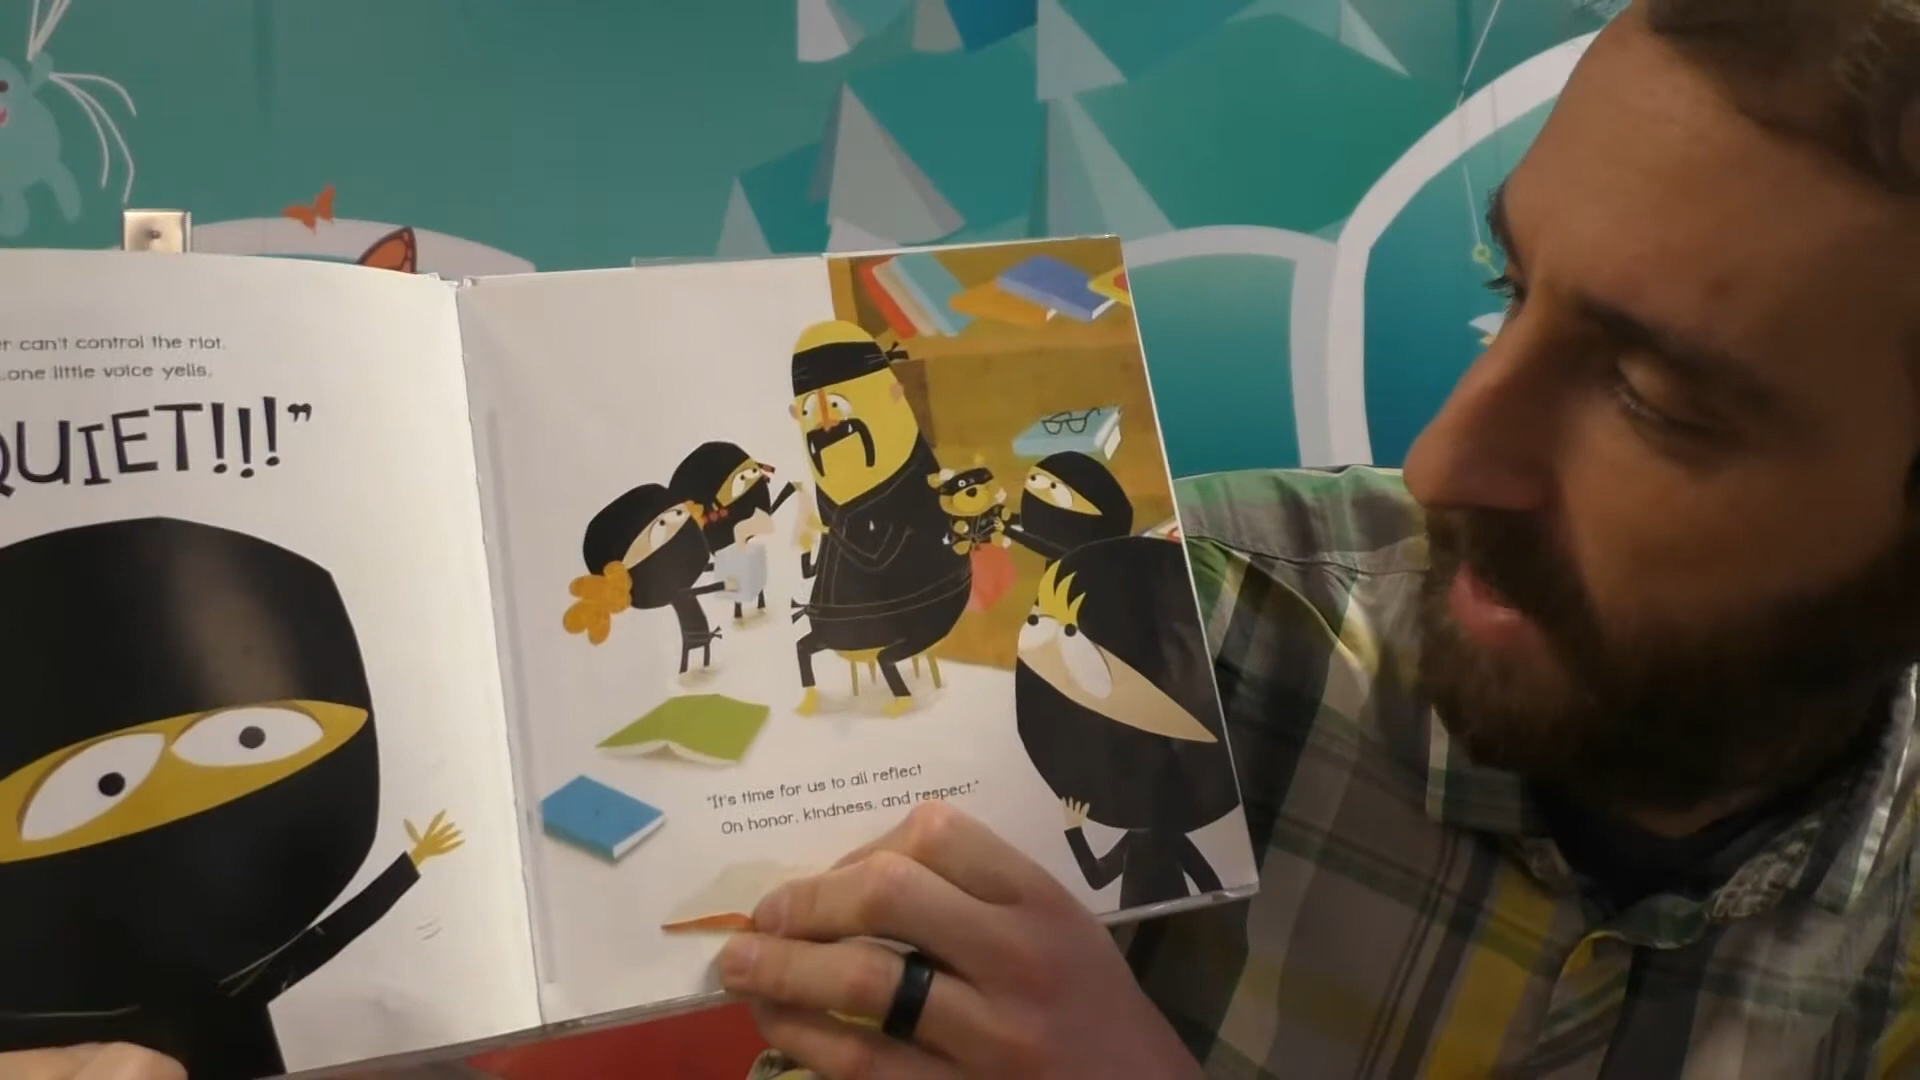 can't control the riot.
one little voice yells,
QUIET!!!"
"It's time for us to all reflect
On honor, kindness, and respect."